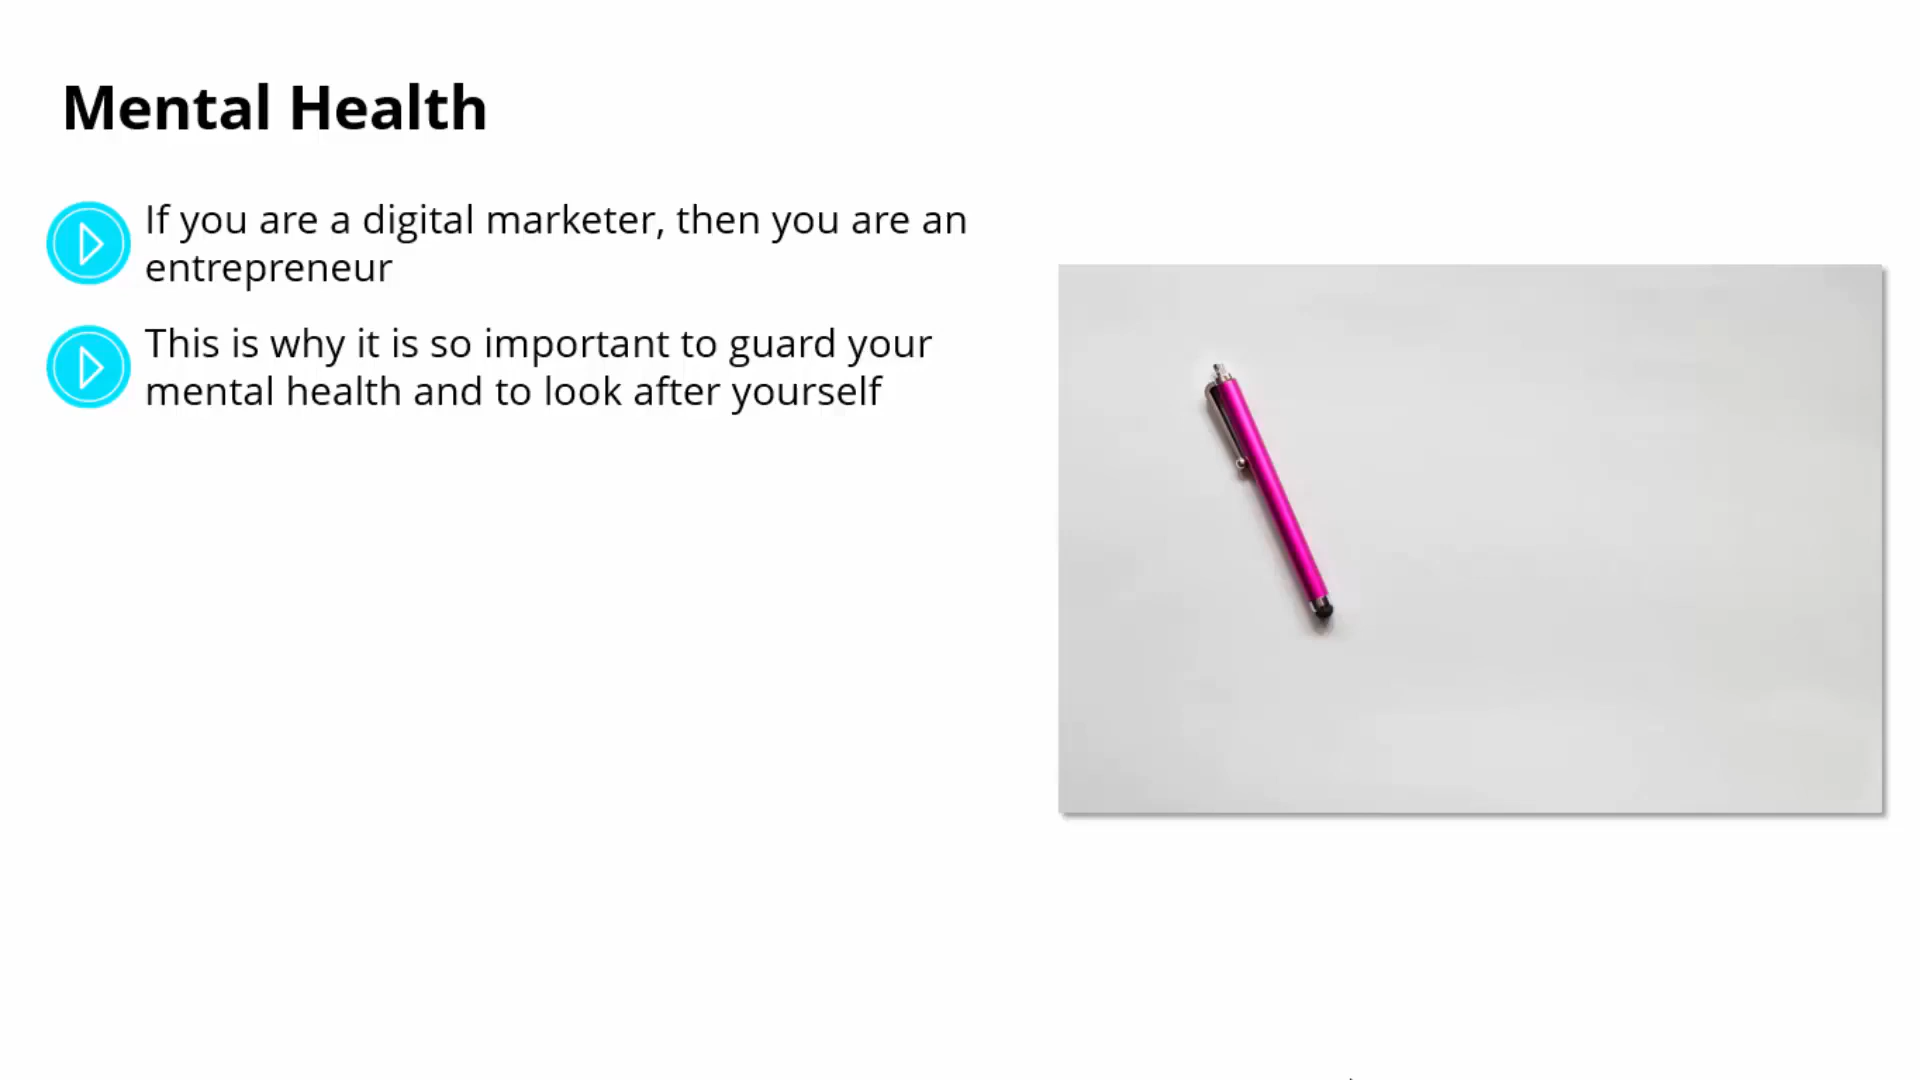 Mental Health
If you are a digital marketer, then you are an
entrepreneur
This is why it is so important to guard your
mental health and to look after yourself